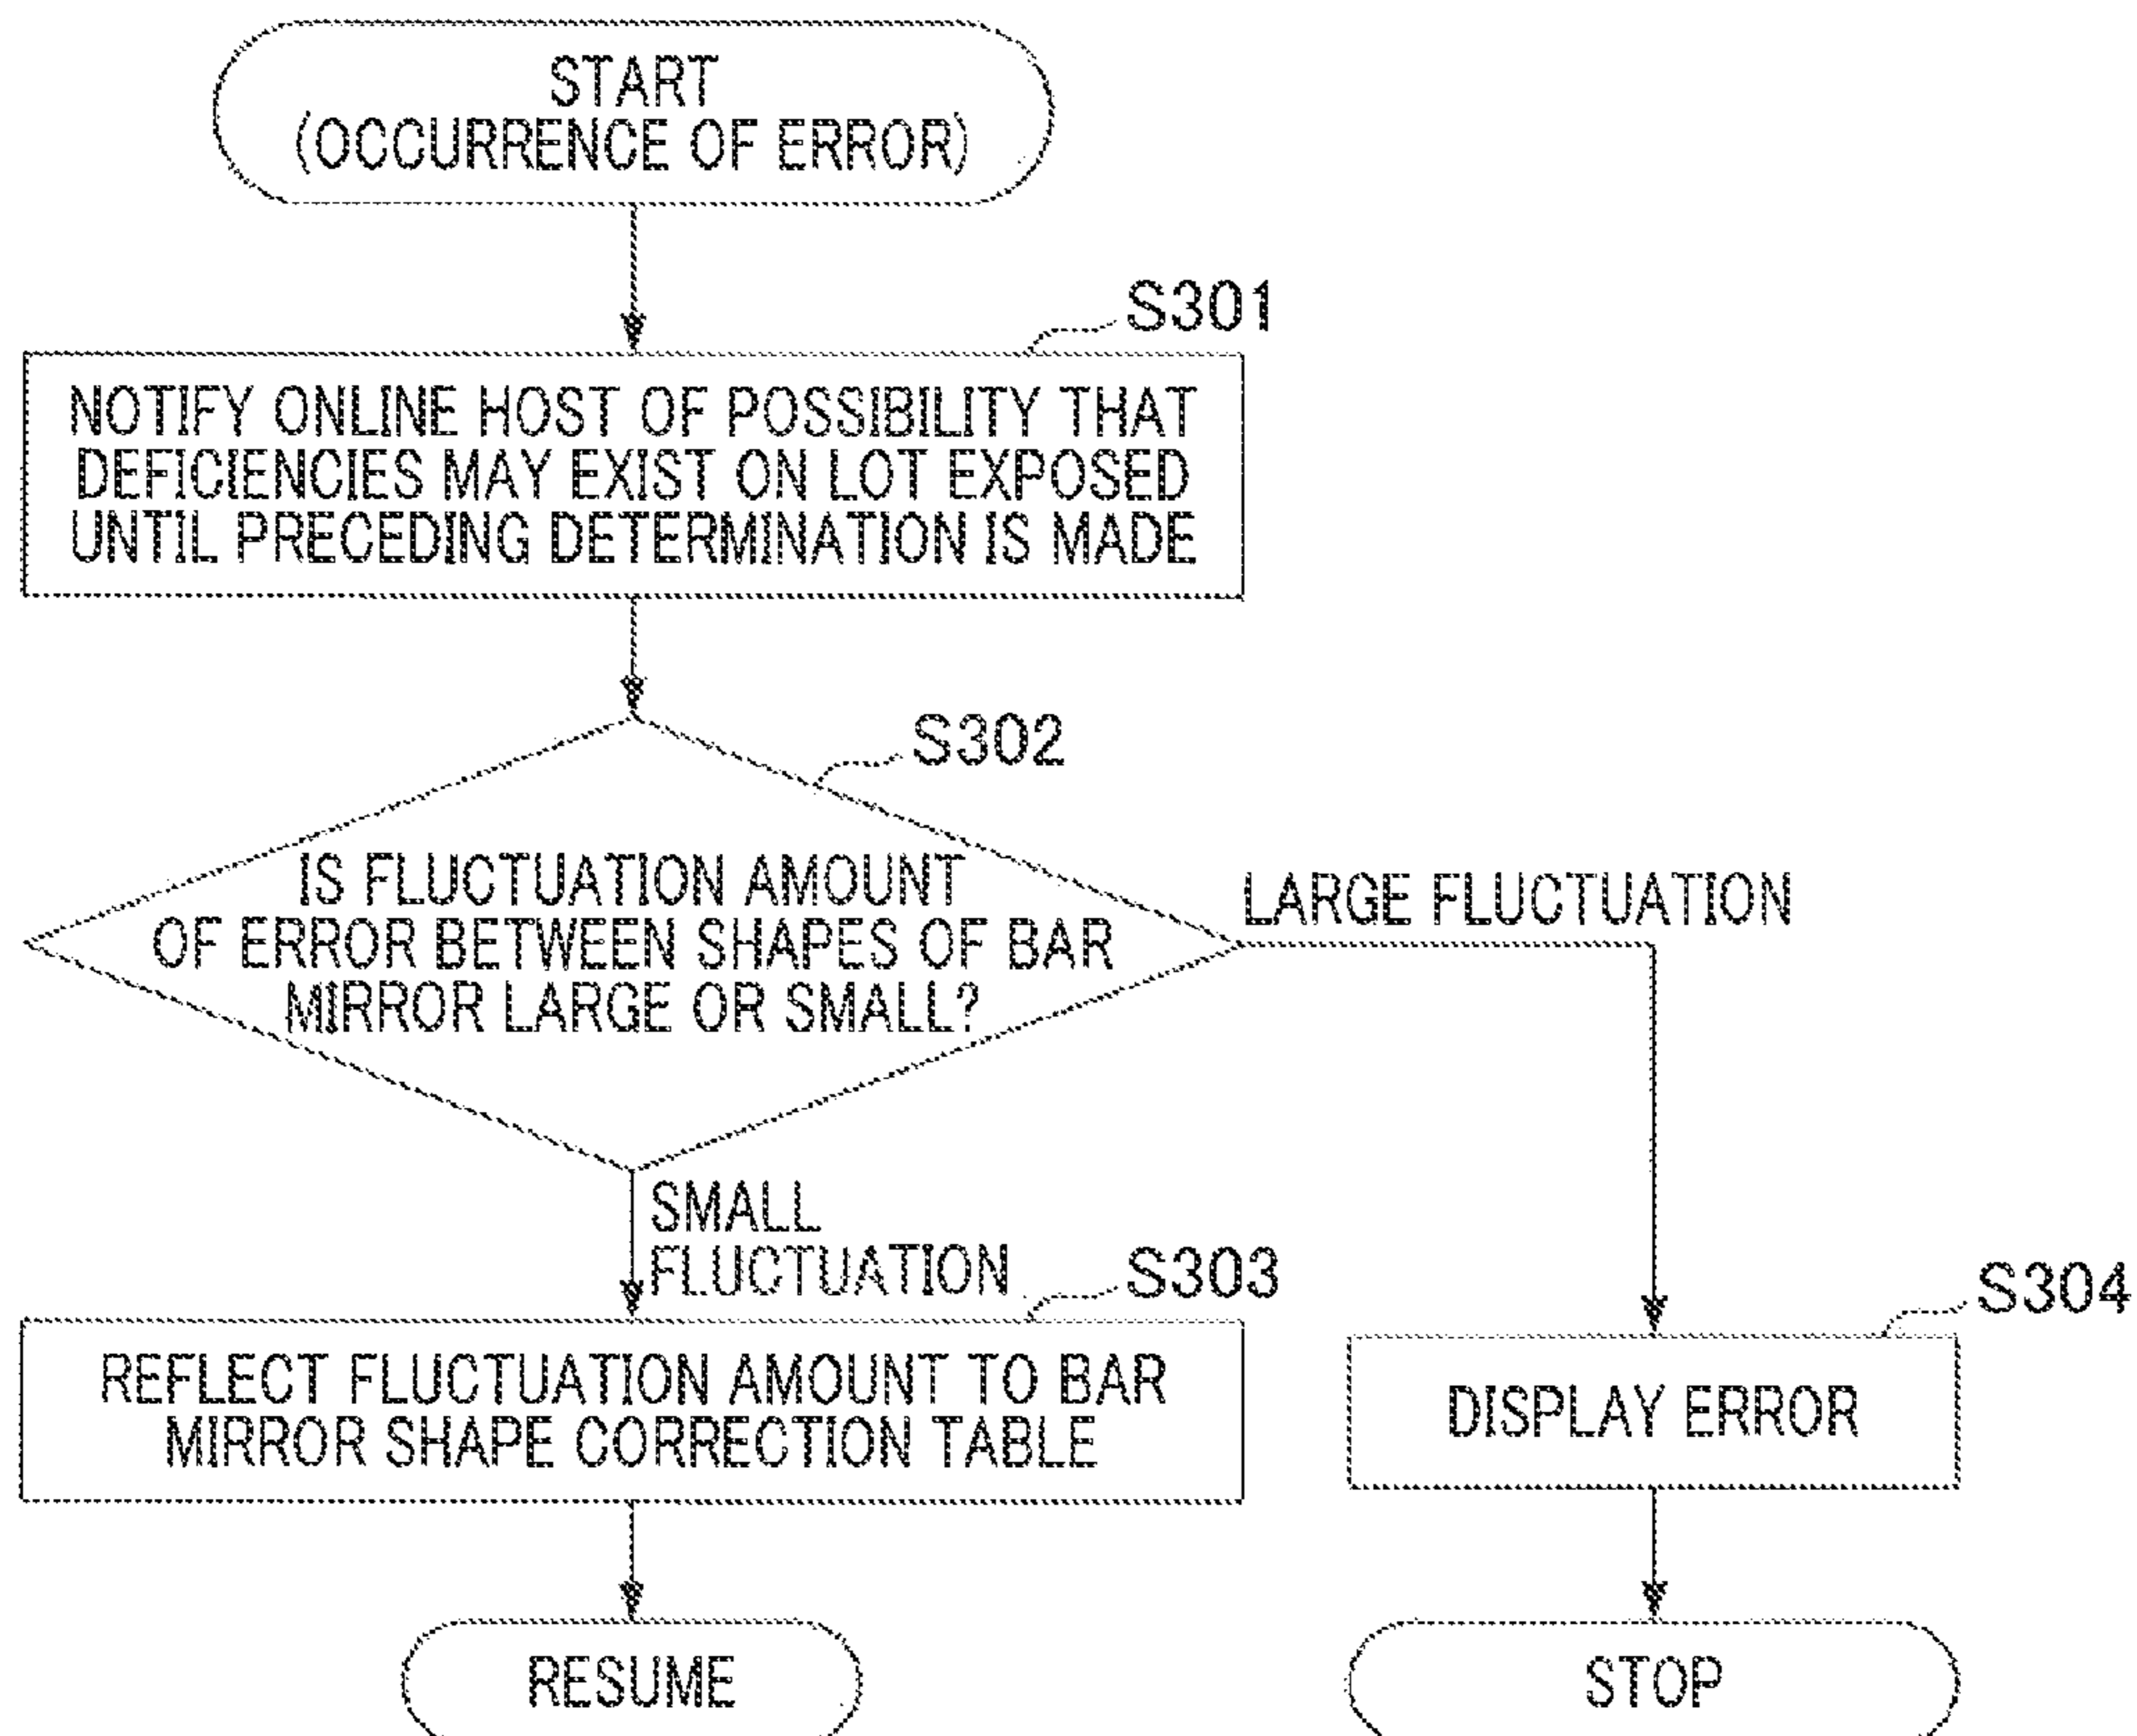 START
(OCCURRENCE OF ERROR)
S301
NOTIFY ONLINE HOST OF POSSIBILITY THAT
DEFICIENCIES MAY EXIST ON LOT EXPOSED
UNTIL PRECEDING DETERMINATION IS MADE
S302
IS FLUCTUATION AMOUNT
OF ERROR BETWEEN SHAPES OF BAR
MIRROR LARGE OR SMALL?
LARGE FLUCTUATION
SMALL
FLUCTUATION
S303
REFLECT FLUCTUATION AMOUNT TO BAR
MIRROR SHAPE CORRECTION TABLE
S304
DISPLAY ERROR
RESUME
STOP